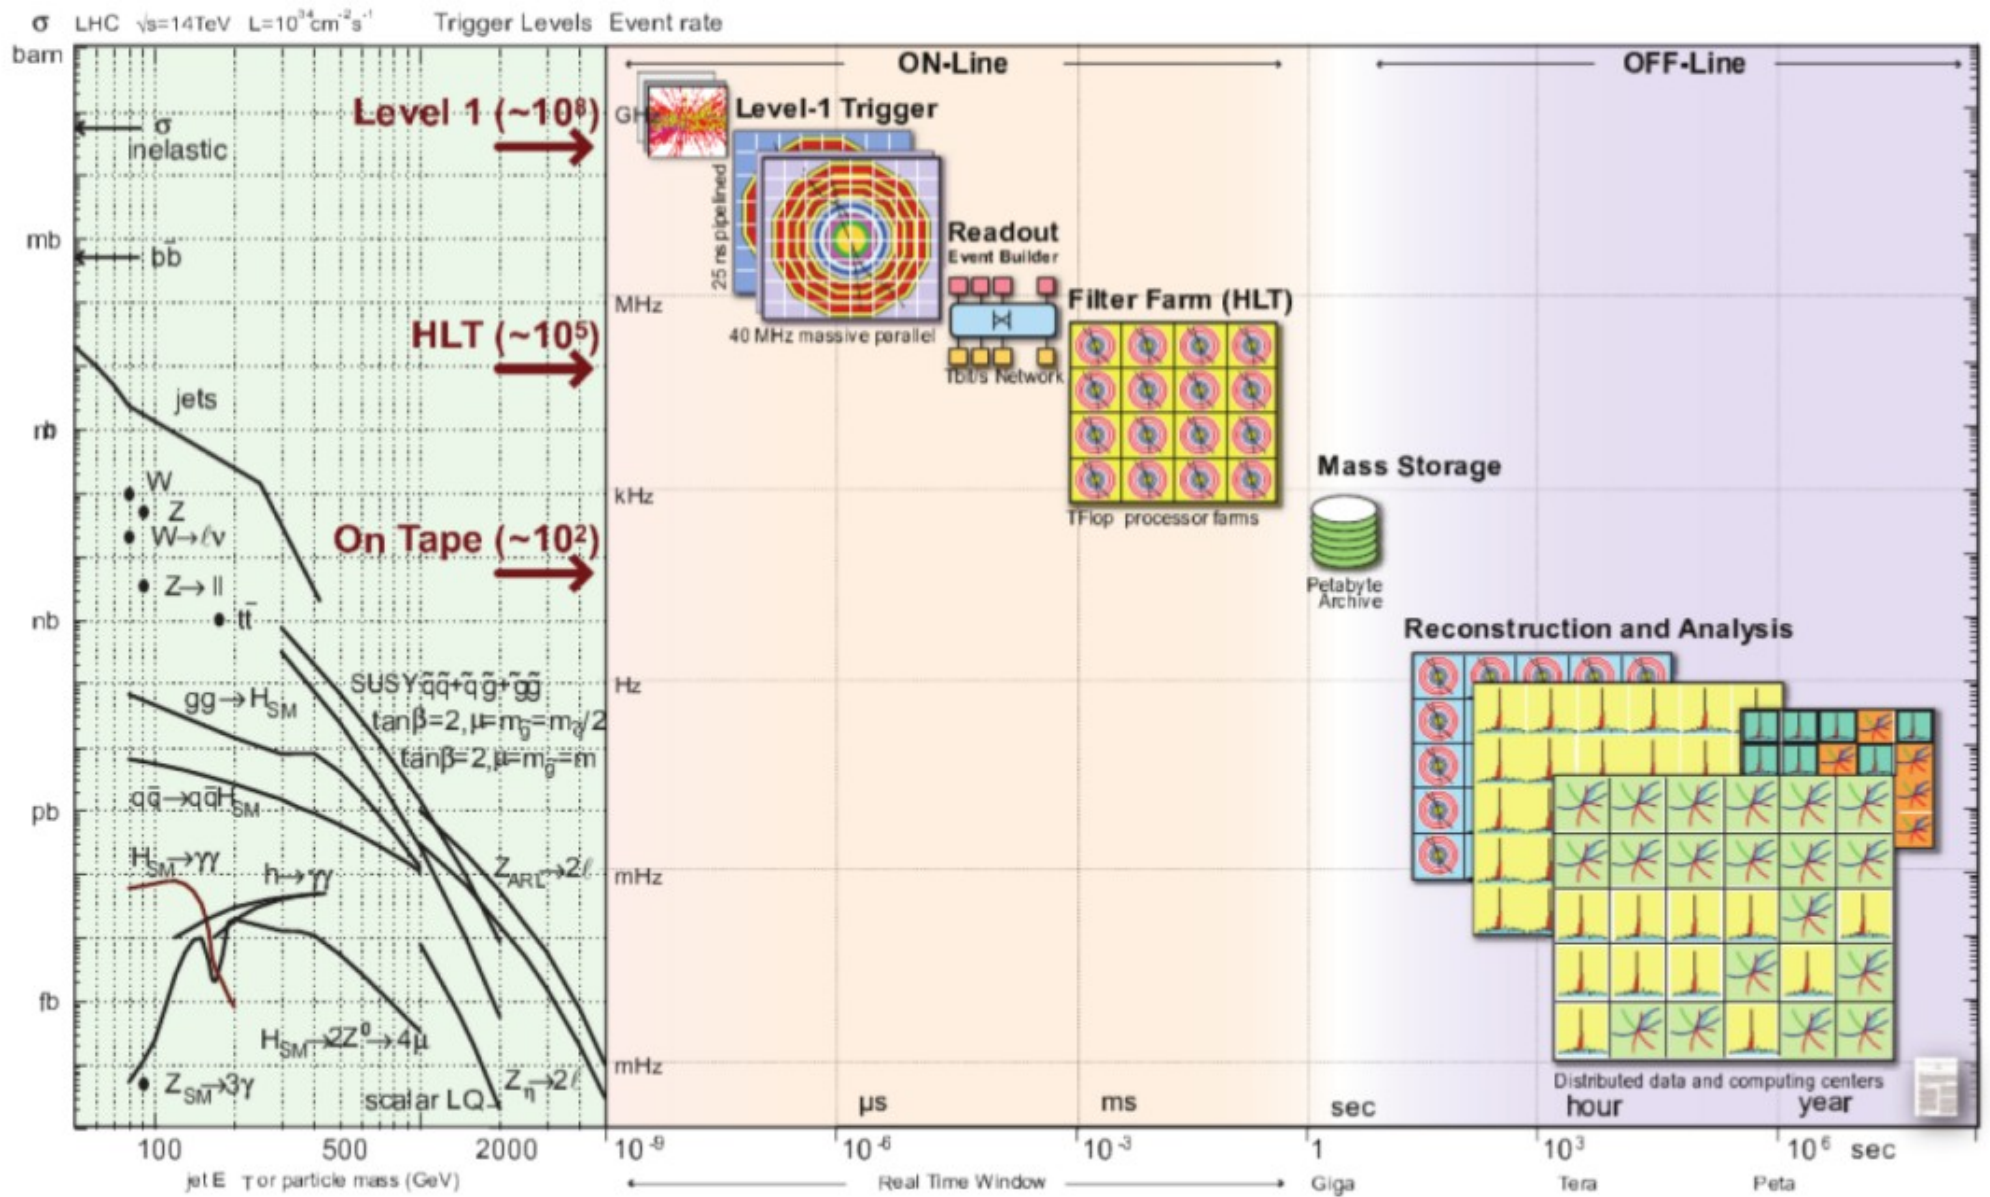 σ LHC √s=14TeV L=10³⁴cm⁻²s⁻¹ Trigger Levels Event rate
barn
ON-Line
OFF-Line
Level 1 (~10⁸)
GHz
Level-1 Trigger
σ
inelastic
25 ns pipelined
mb
bb̄
Readout
Event Builder
MHz
Filter Farm (HLT)
HLT (~10⁵)
40 MHz massive parallel
Tbit/s Network
jets
Mass Storage
W
kHz
Z
TFlop processor farms
W→ℓν
On Tape (~10²)
Z→ll
Petabyte
Archive
nb
tt̄
Reconstruction and Analysis
SUSY q̃q̃+q̃g̃+g̃g̃
Hz
gg→H_SM
tanβ=2, μ=m_g̃=m_q̃/2
tanβ=2,μ=m_g̃=m
qq̄→qq̄H_SM
pb
H_SM→γγ
h→γγ
Z_ARL→2ℓ
mHz
fb
H_SM→2Z⁰→4μ
mHz
Z_SM→3γ
scalar LQ
Z_η→2ℓ
Distributed data and computing centers
μs ms sec hour year
100 500 2000 10⁻⁹ 10⁻⁶ 10⁻³ 1 10³ 10⁶ sec
jet E T or particle mass (GeV) Real Time Window Giga Tera Peta